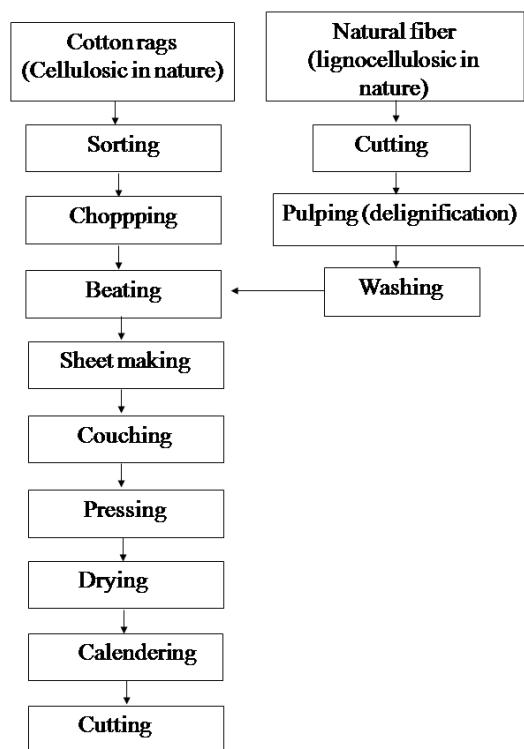 Cotton rags
(Cellulosic in nature)
Natural fiber
(lignocellulosic in
nature)
Sorting
Cutting
Choppping
Pulping (delignification)
Beating
Washing
Sheet making
Couching
Pressing
Drying
Calendering
Cutting